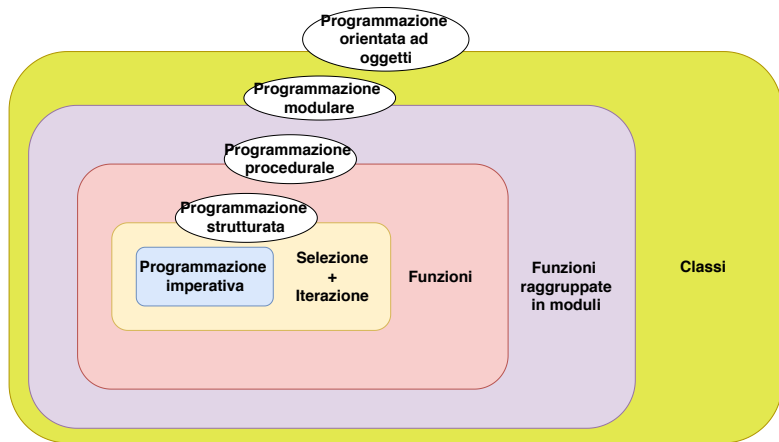 Programmazione
orientata ad
oggetti
Programmazione
modulare
Programmazione
procedurale
Programmazione
strutturata
Programmazione
imperativa
Selezione
+
Iterazione
Funzioni
Funzioni
raggruppate
in moduli
Classi